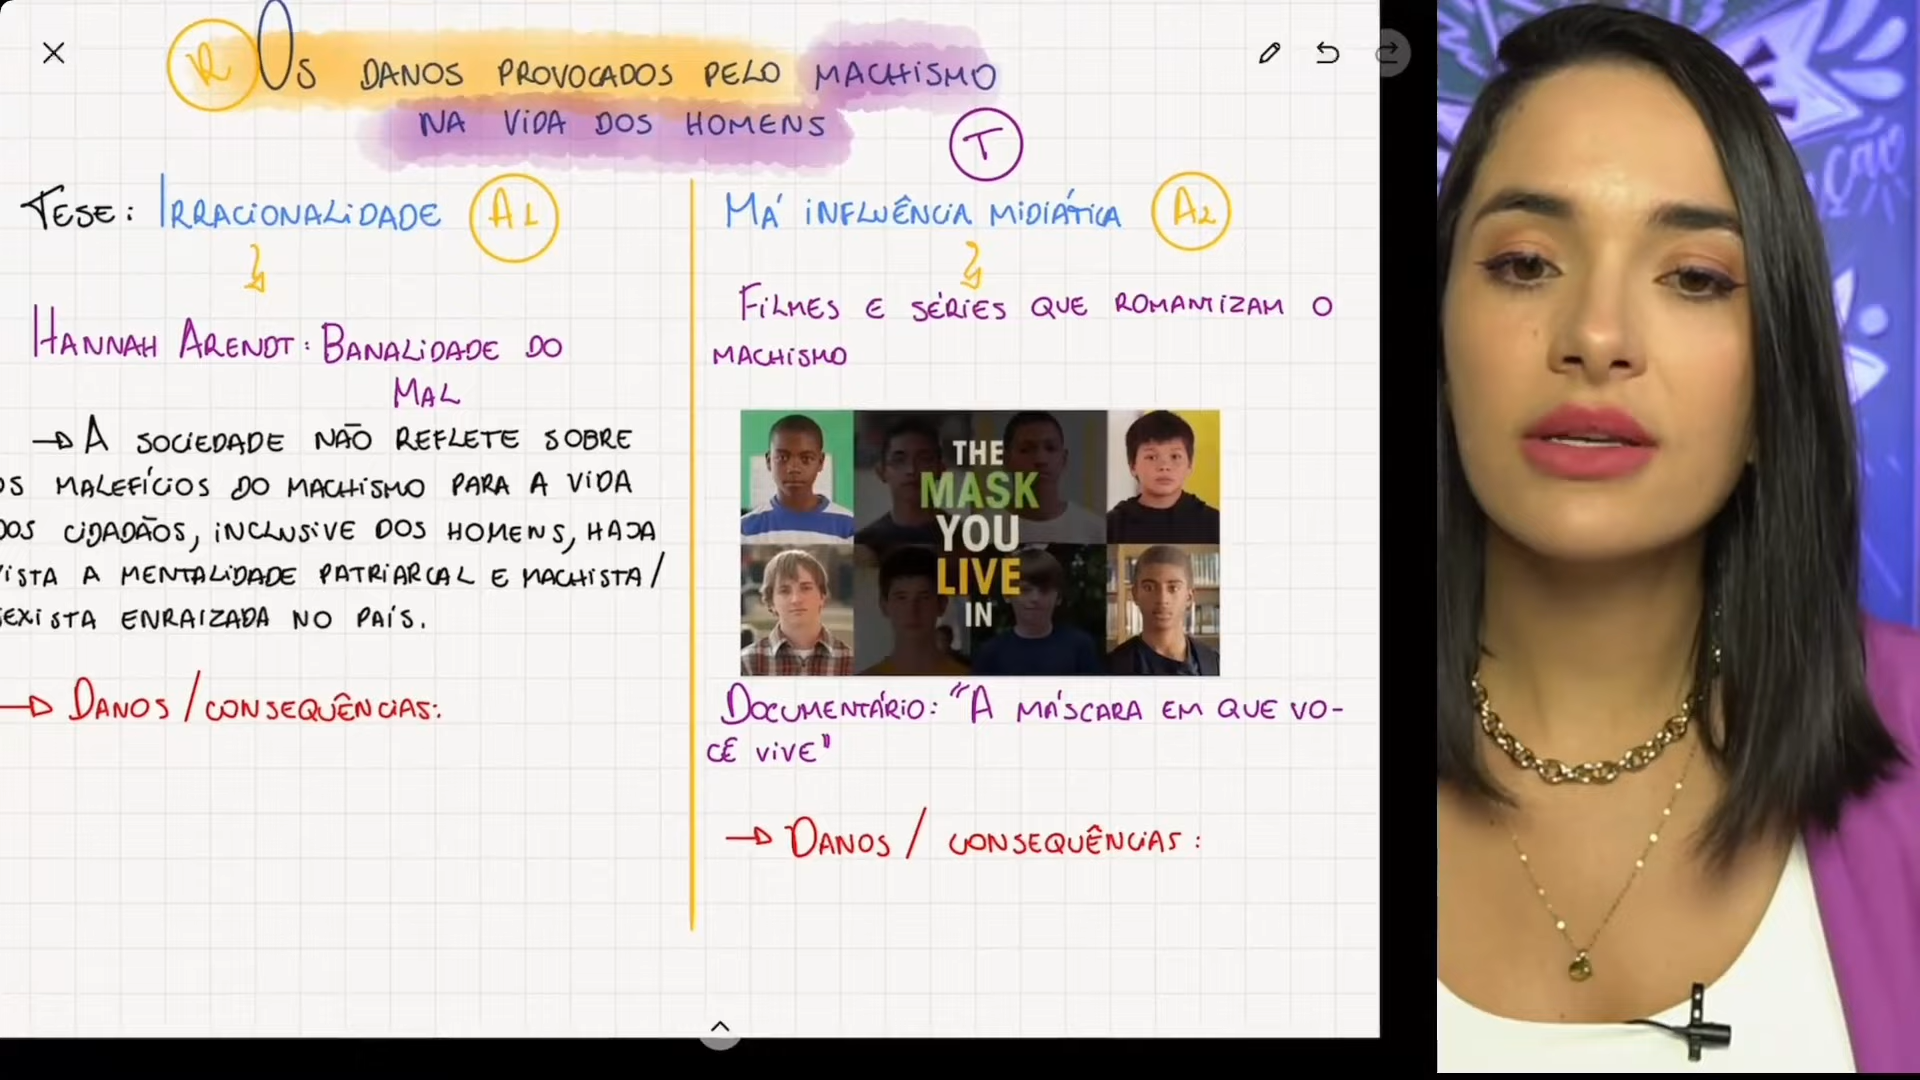 R Os DANOS PROVOCADOS PELO MACHISMO
NA VIDA DOS HOMENS
T
TESE: IRRACIONALIDADE A1
HANNAH ARENDT: BANALIDADE DO
MAL
→ A SOCIEDADE NÃO REFLETE SOBRE
OS MALEFÍCIOS DO MACHISMO PARA A VIDA
DOS CIDADÃOS, INCLUSIVE DOS HOMENS, HAJA
VISTA A MENTALIDADE PATRIARCAL E MACHISTA/
SEXISTA ENRAIZADA NO PAÍS.
→ DANOS / CONSEQUÊNCIAS:
MÁ INFLUÊNCIA MIDIÁTICA A2
FILMES E SÉRIES QUE ROMANTIZAM O
MACHISMO
THE
MASK
YOU
LIVE
IN
DOCUMENTÁRIO: "A MÁSCARA EM QUE VO-
CÊ VIVE"
→ DANOS / CONSEQUÊNCIAS:
ção